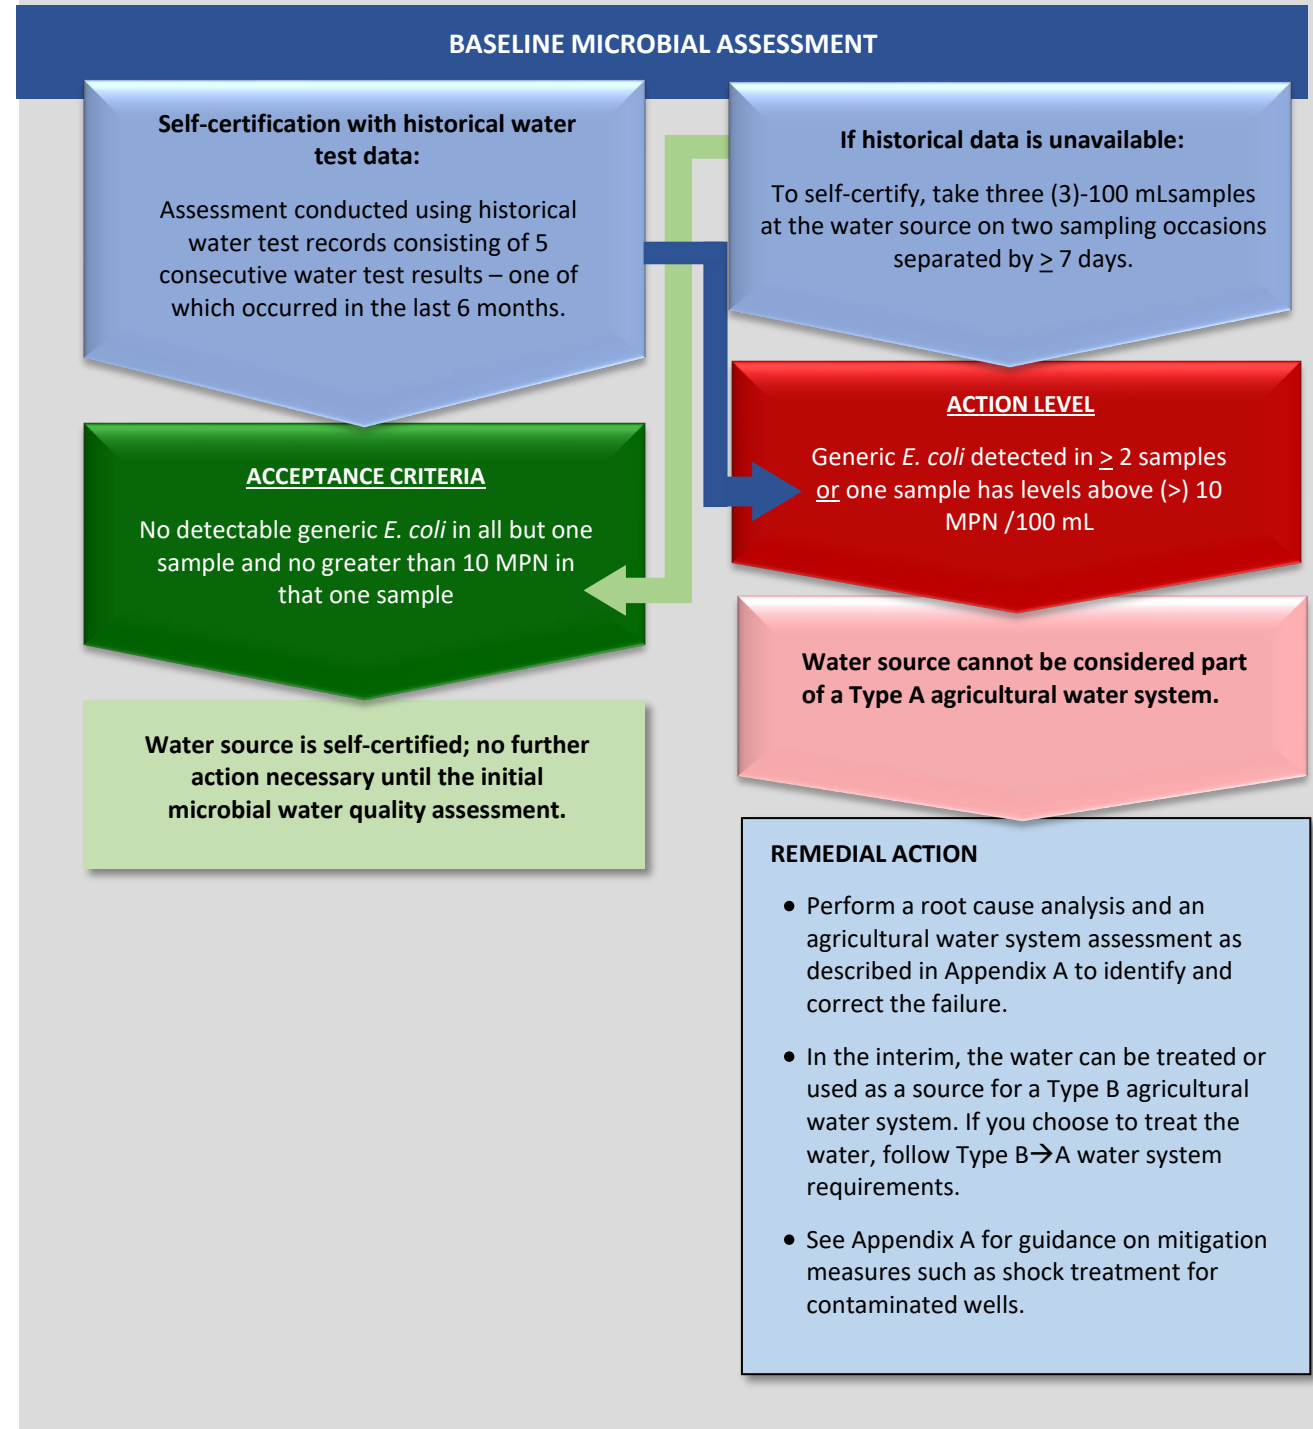 BASELINE MICROBIAL ASSESSMENT
Self-certification with historical water
test data:
Assessment conducted using historical
water test records consisting of 5
consecutive water test results – one of
which occurred in the last 6 months.
ACCEPTANCE CRITERIA
No detectable generic E. coli in all but one
sample and no greater than 10 MPN in
that one sample
Water source is self-certified; no further
action necessary until the initial
microbial water quality assessment.
If historical data is unavailable:
To self-certify, take three (3)-100 mLsamples
at the water source on two sampling occasions
separated by ≥ 7 days.
ACTION LEVEL
Generic E. coli detected in ≥ 2 samples
or one sample has levels above (>) 10
MPN /100 mL
Water source cannot be considered part
of a Type A agricultural water system.
REMEDIAL ACTION
• Perform a root cause analysis and an
agricultural water system assessment as
described in Appendix A to identify and
correct the failure.
• In the interim, the water can be treated or
used as a source for a Type B agricultural
water system. If you choose to treat the
water, follow Type B→A water system
requirements.
• See Appendix A for guidance on mitigation
measures such as shock treatment for
contaminated wells.